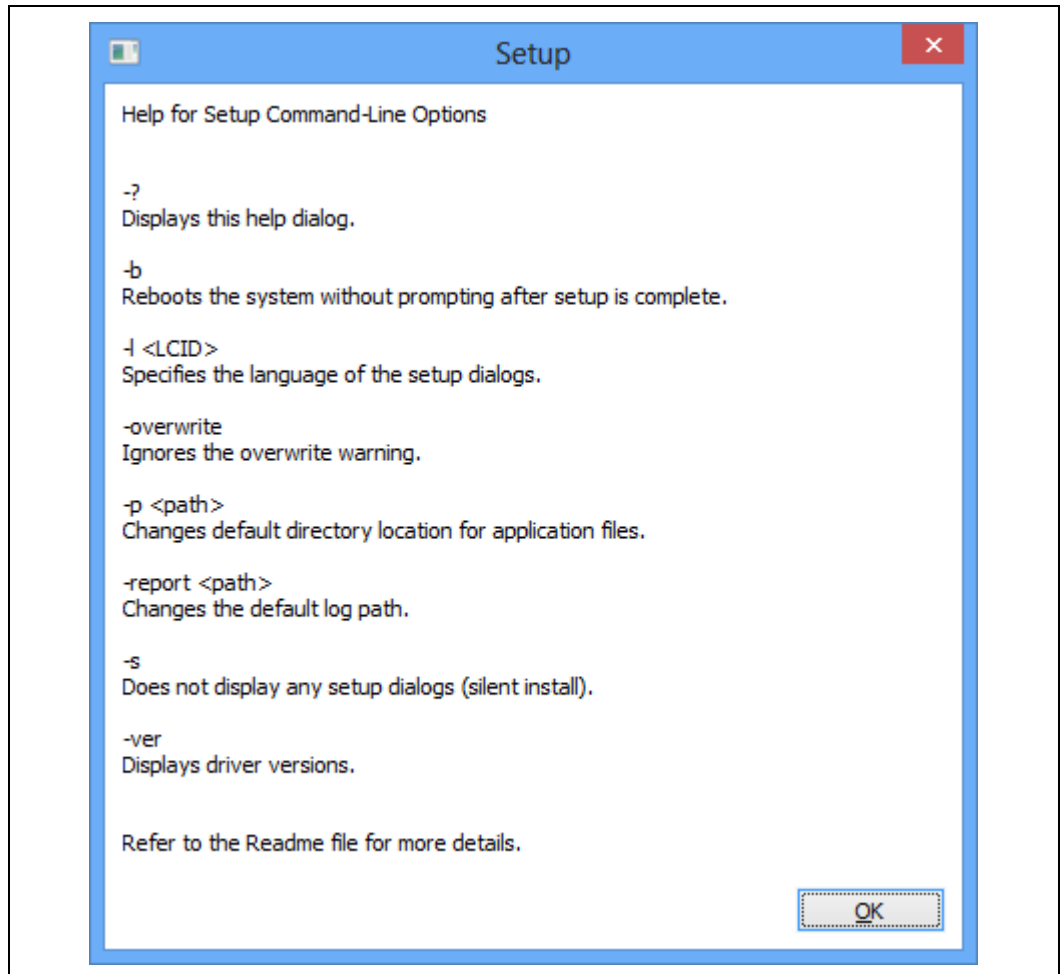 Setup
Help for Setup Command-Line Options
-?
Displays this help dialog.
-b
Reboots the system without prompting after setup is complete.
-l <LCID>
Specifies the language of the setup dialogs.
-overwrite
Ignores the overwrite warning.
-p <path>
Changes default directory location for application files.
-report <path>
Changes the default log path.
-s
Does not display any setup dialogs (silent install).
-ver
Displays driver versions.
Refer to the Readme file for more details.
OK